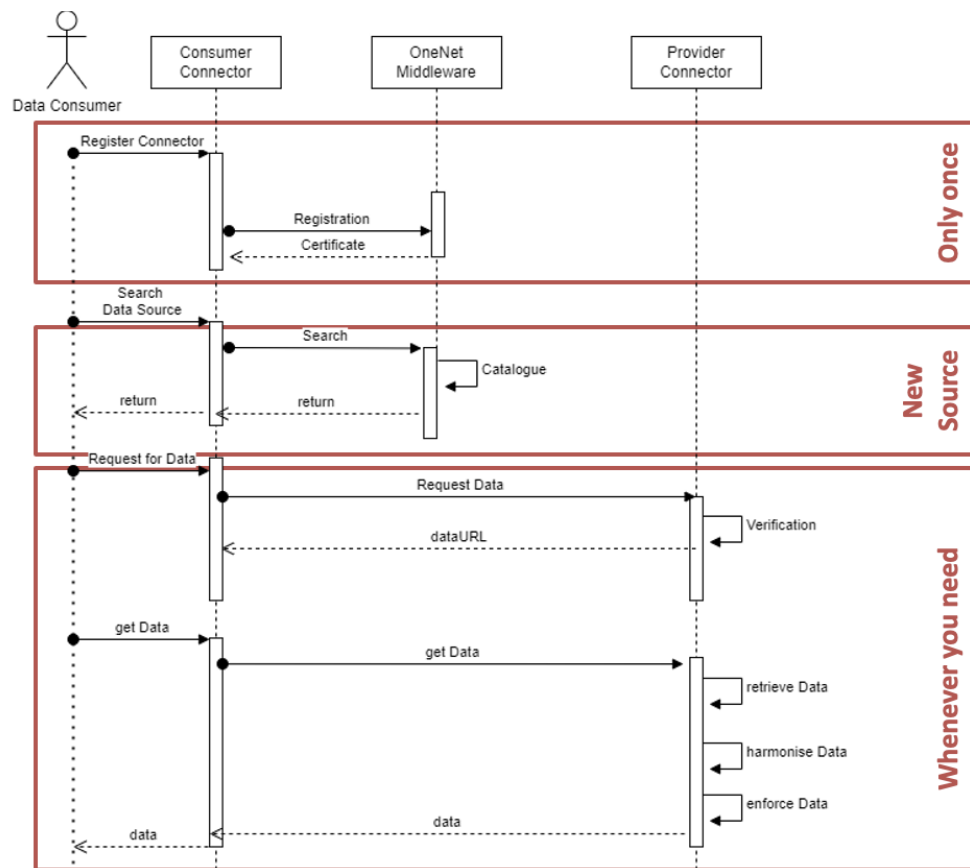 Consumer
Connector
OneNet
Middleware
Provider
Connector
Data Consumer
Register Connector
Registration
Certificate
Only once
Search
Data Source
Search
Catalogue
return
return
New
Source
Request for Data
Request Data
Verification
dataURL
get Data
get Data
retrieve Data
harmonise Data
enforce Data
data
data
Whenever you need